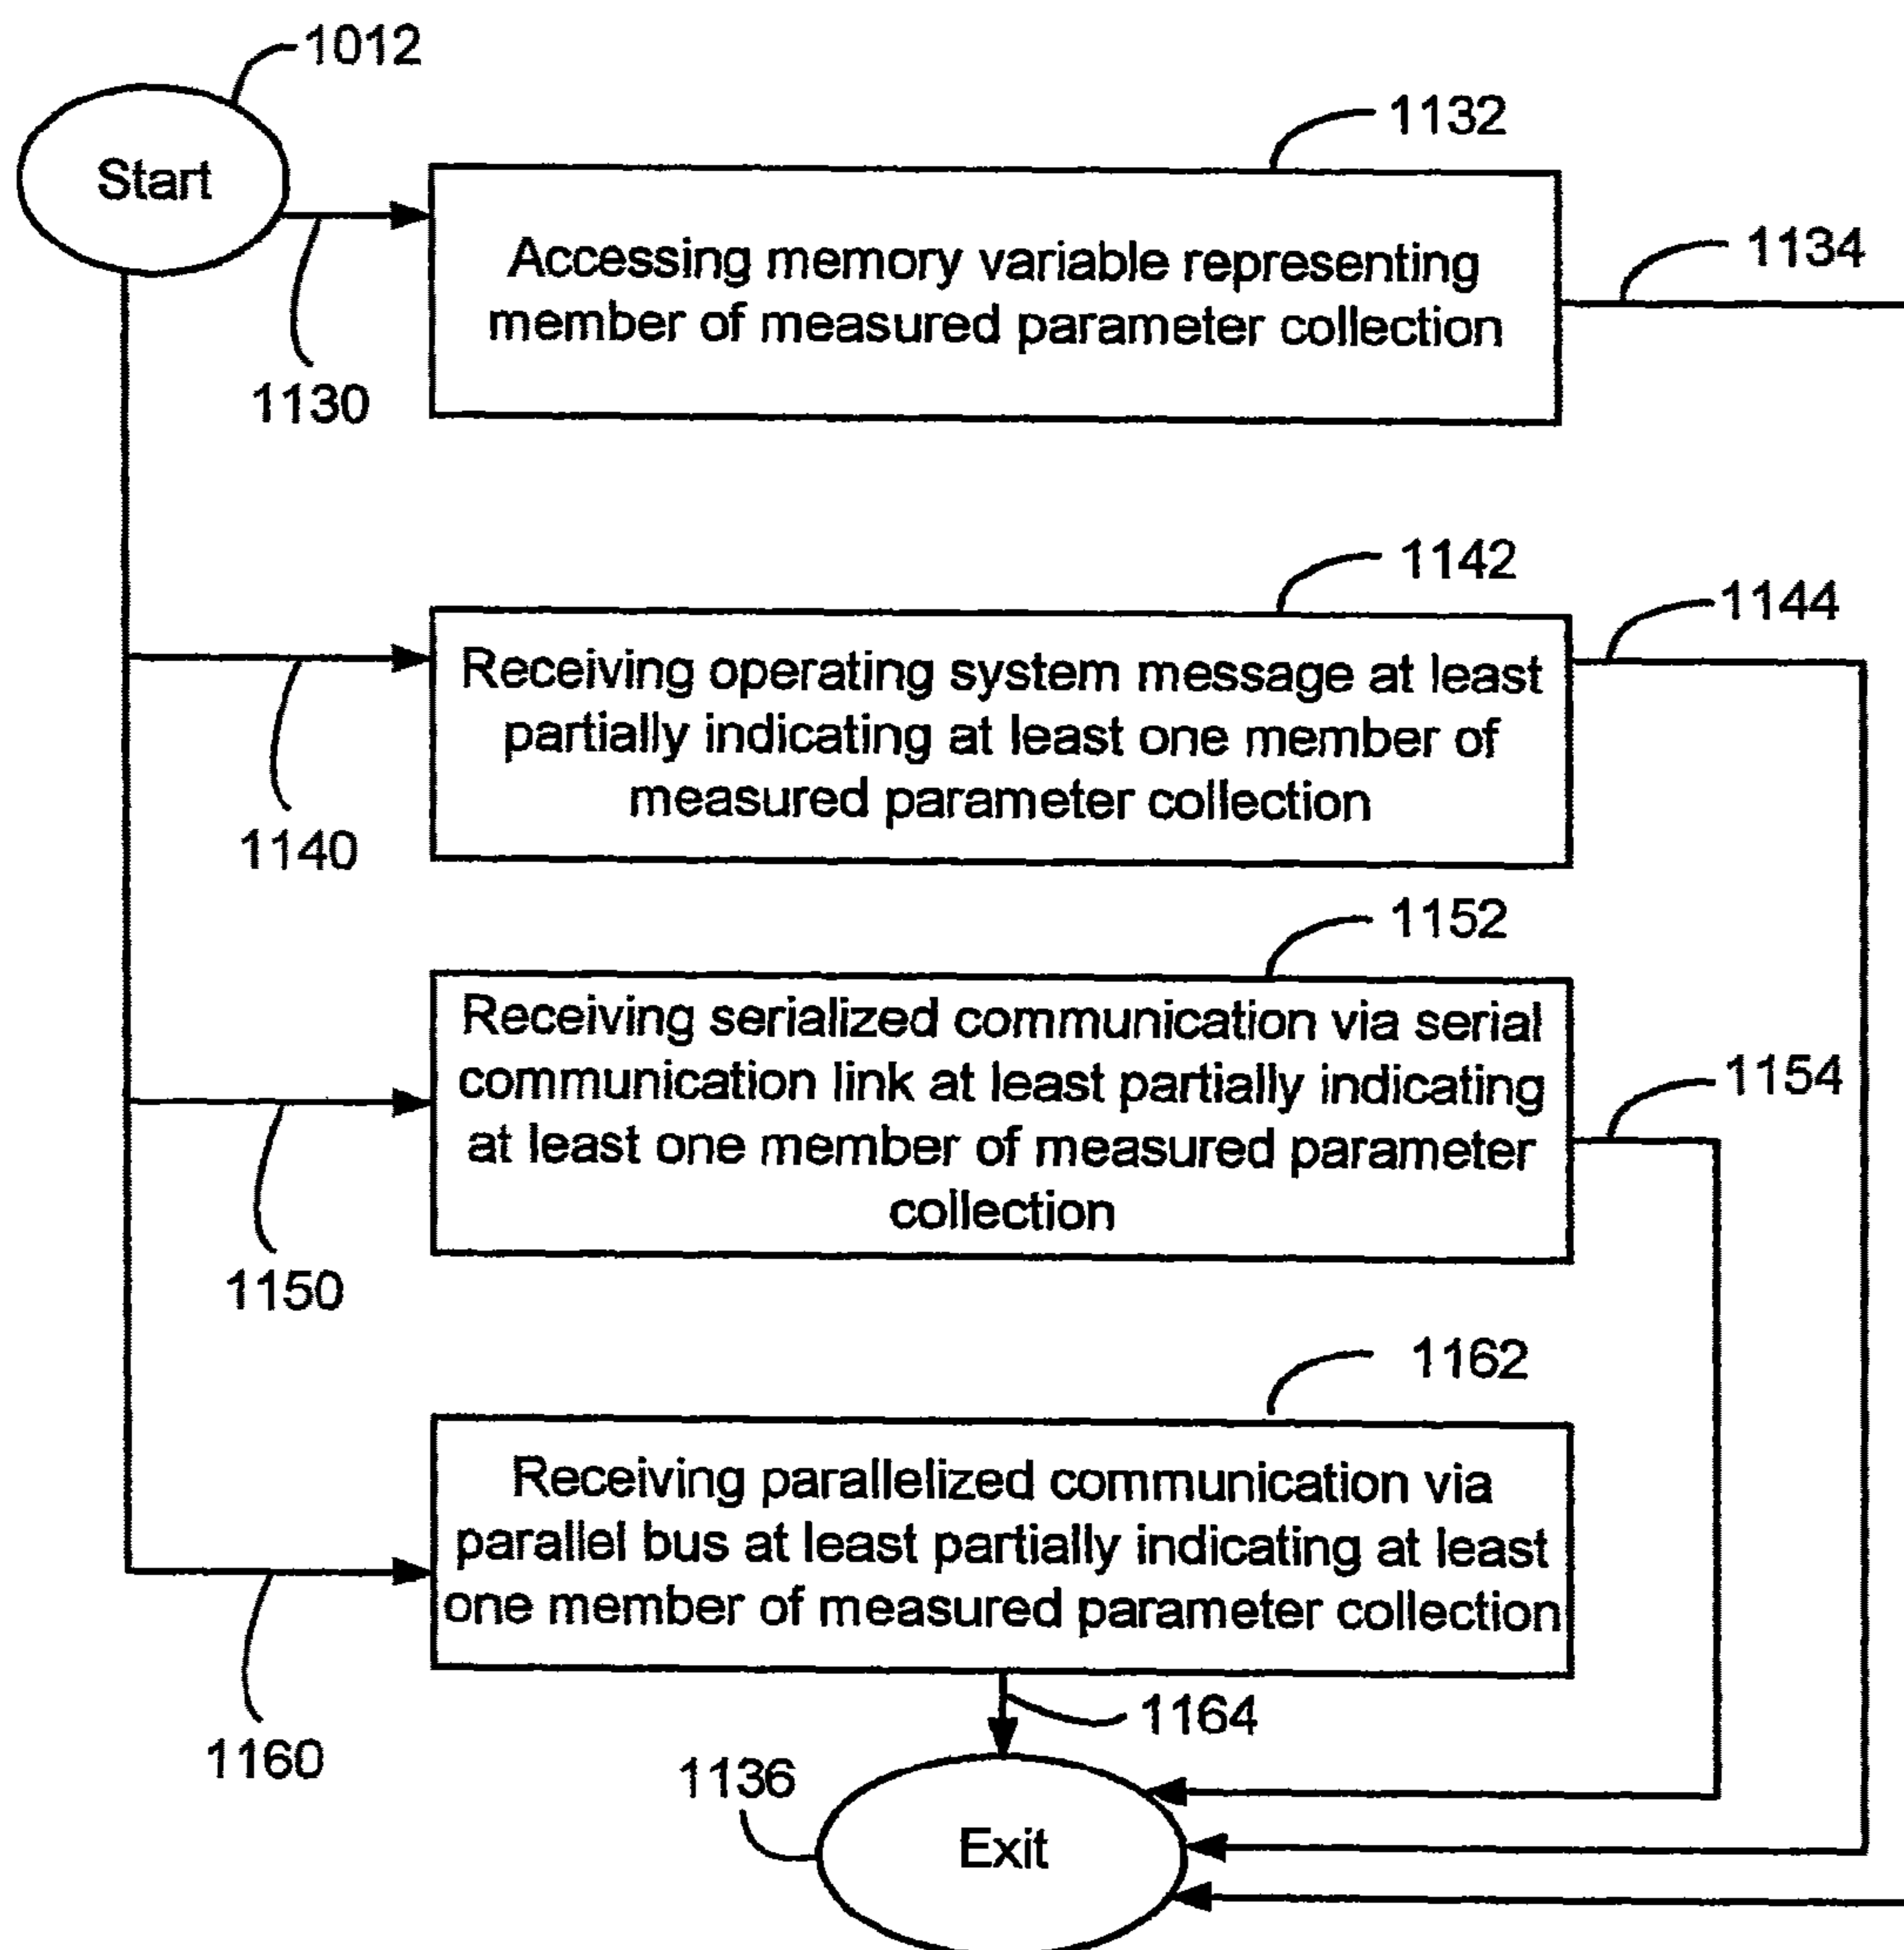 1012
Start
1132
1130
Accessing memory variable representing
member of measured parameter collection
1134
1142
1144
1140
Receiving operating system message at least
partially indicating at least one member of
measured parameter collection
1152
1150
Receiving serialized communication via serial
communication link at least partially indicating
at least one member of measured parameter
collection
1154
1162
1160
Receiving parallelized communication via
parallel bus at least partially indicating at least
one member of measured parameter collection
1164
1136
Exit